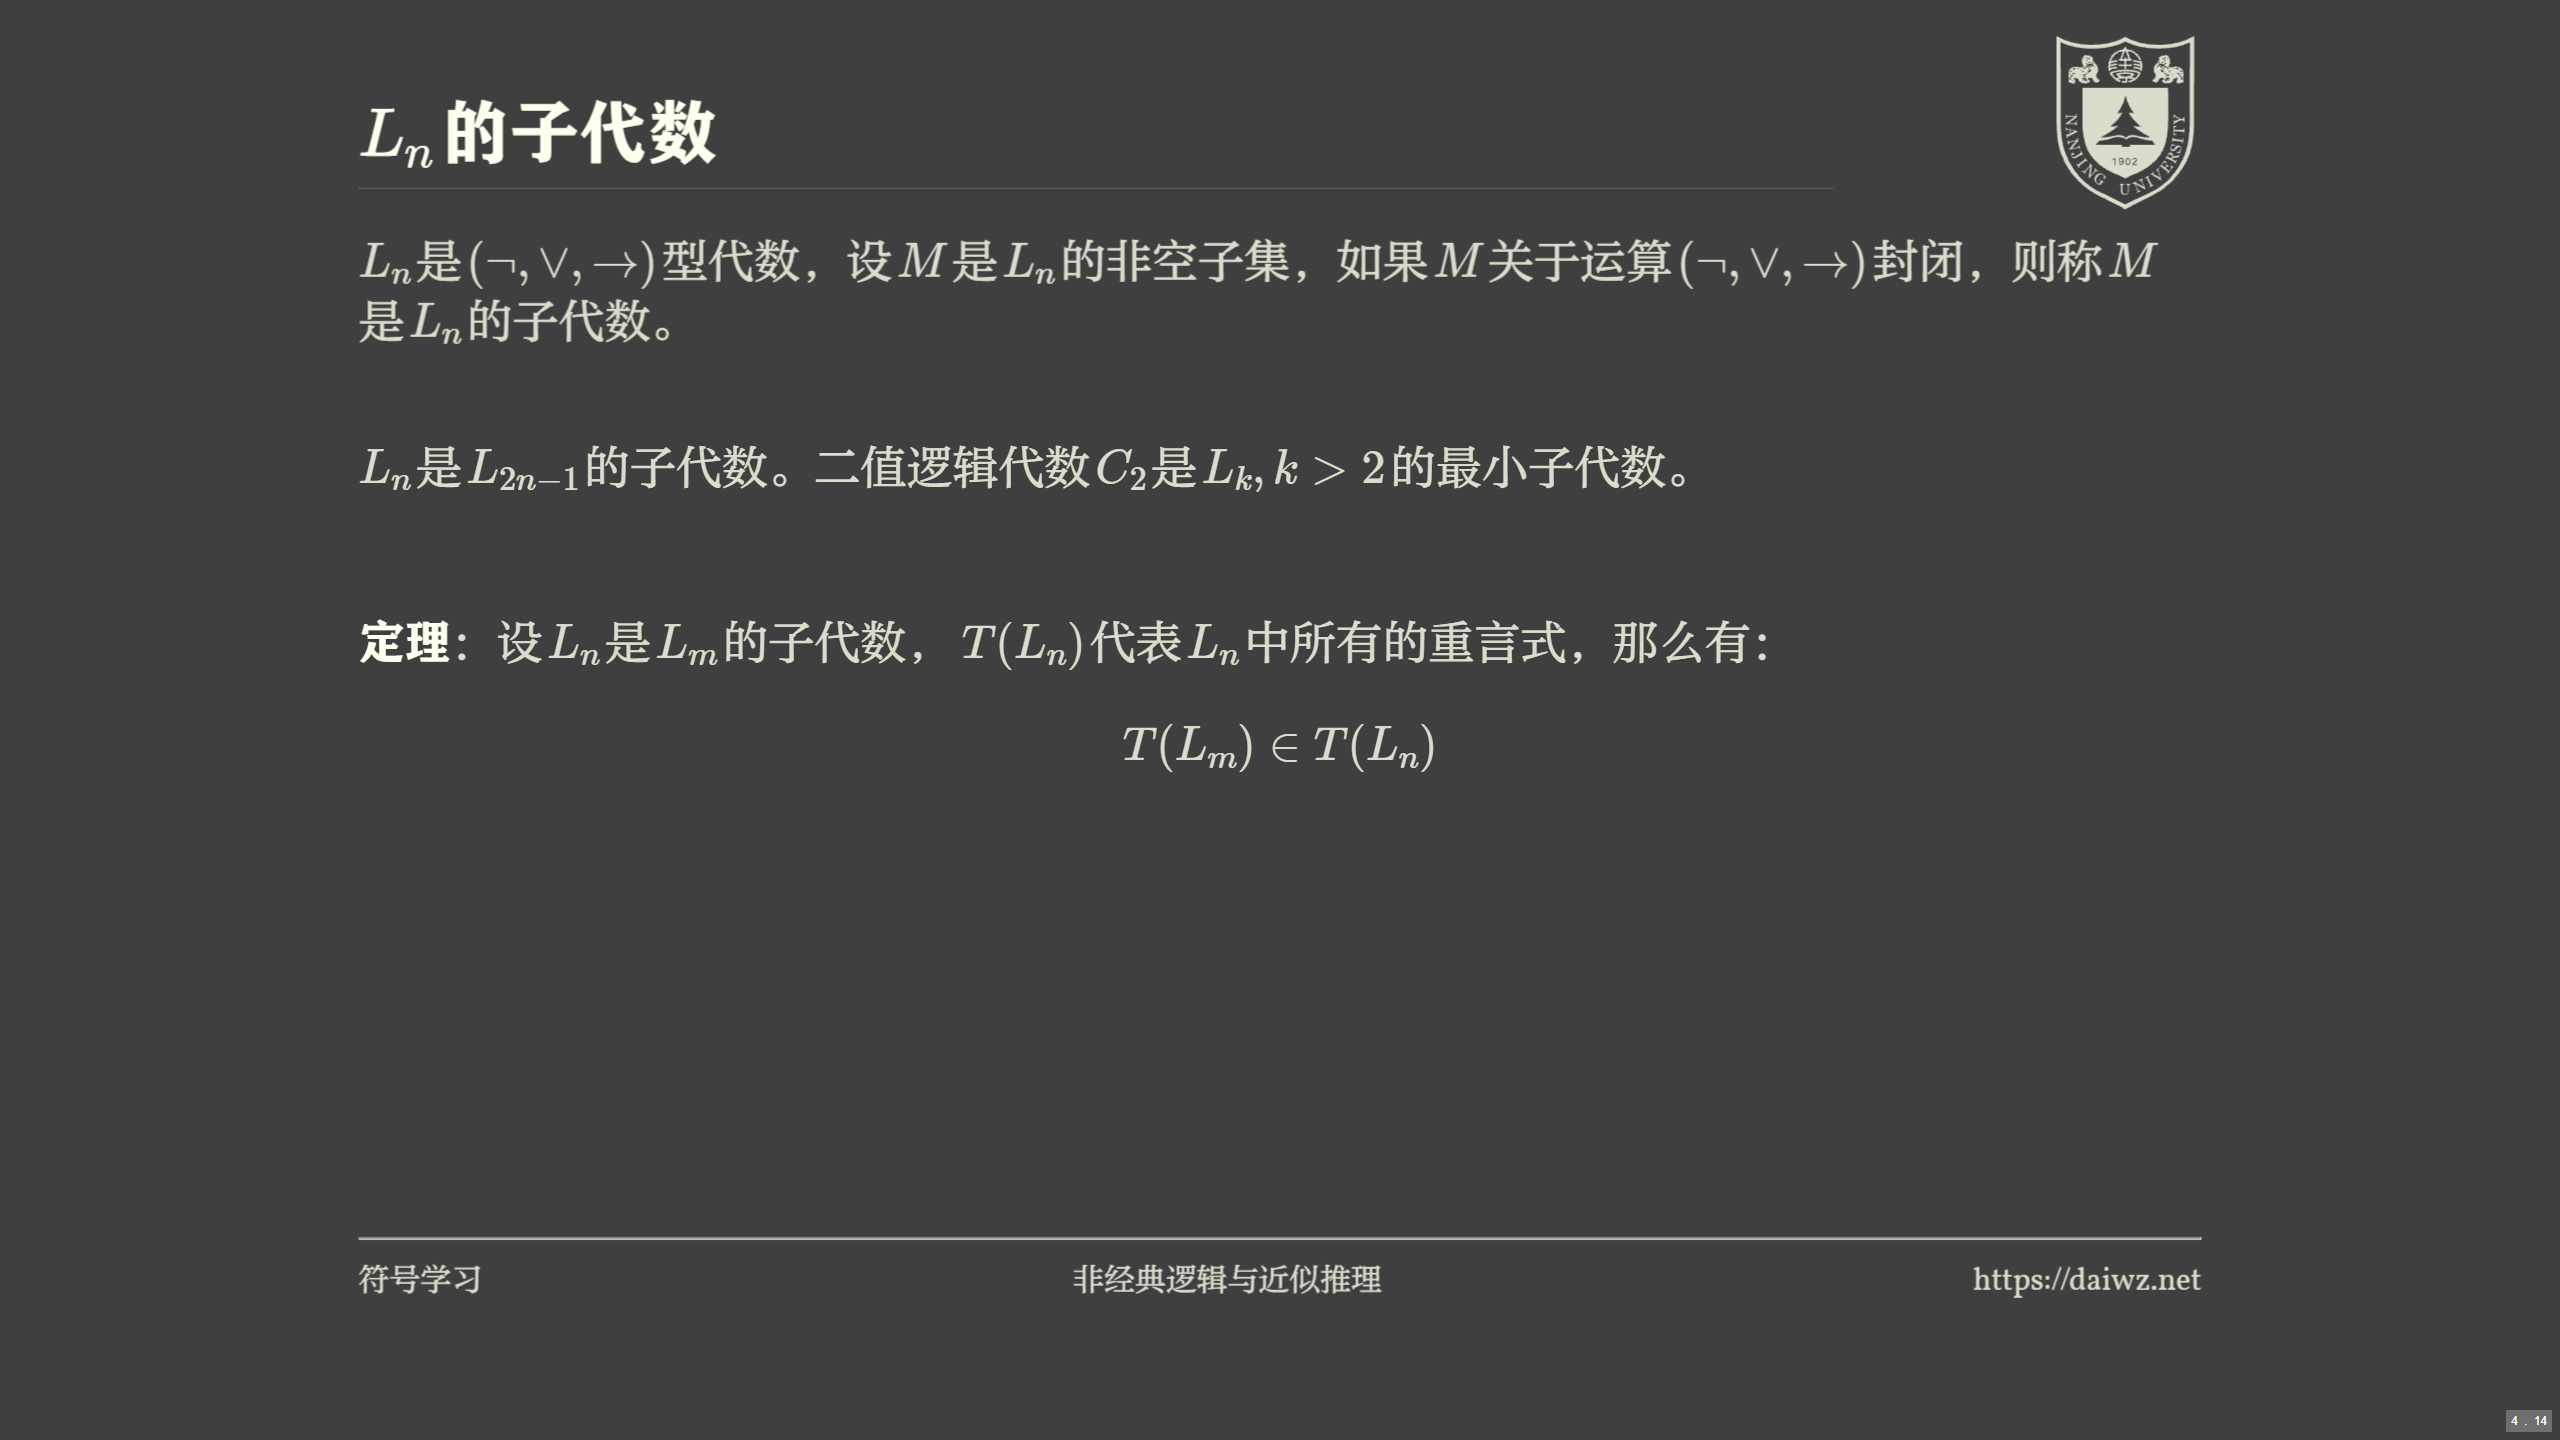 Lₙ的子代数
NANJING UNIVERSITY
1902
Lₙ是(¬, ∨, →)型代数，设M是Lₙ的非空子集，如果M关于运算(¬, ∨, →)封闭，则称M
是Lₙ的子代数。
Lₙ是L₂ₙ₋₁的子代数。二值逻辑代数C₂是Lₖ, k > 2的最小子代数。
定理：设Lₙ是Lₘ的子代数，T(Lₙ)代表Lₙ中所有的重言式，那么有：
T(Lₘ) ∈ T(Lₙ)
符号学习
非经典逻辑与近似推理
https://daiwz.net
4 . 14